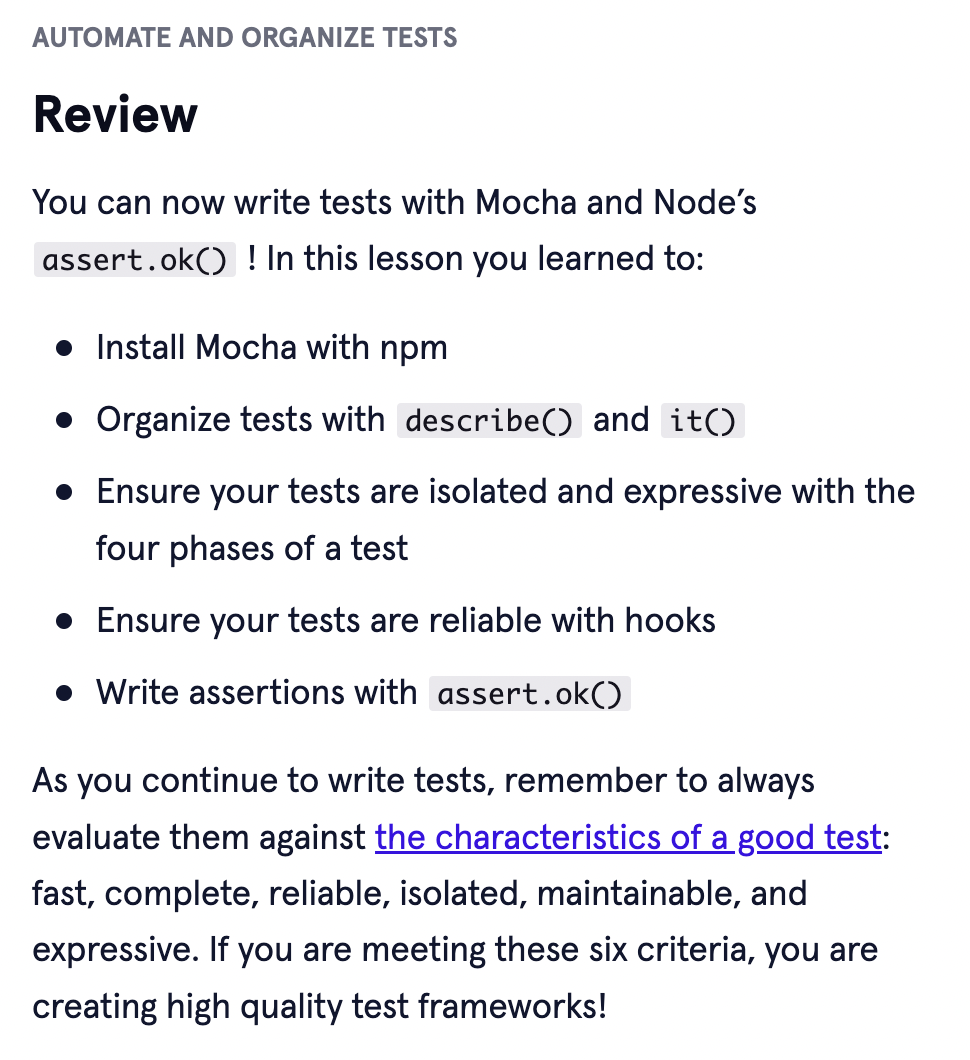 AUTOMATE AND ORGANIZE TESTS
Review
You can now write tests with Mocha and Node’s
assert.ok() ! In this lesson you learned to:
● Install Mocha with npm
● Organize tests with describe() and it()
● Ensure your tests are isolated and expressive with the
four phases of a test
● Ensure your tests are reliable with hooks
● Write assertions with assert.ok()
As you continue to write tests, remember to always
evaluate them against the characteristics of a good test:
fast, complete, reliable, isolated, maintainable, and
expressive. If you are meeting these six criteria, you are
creating high quality test frameworks!